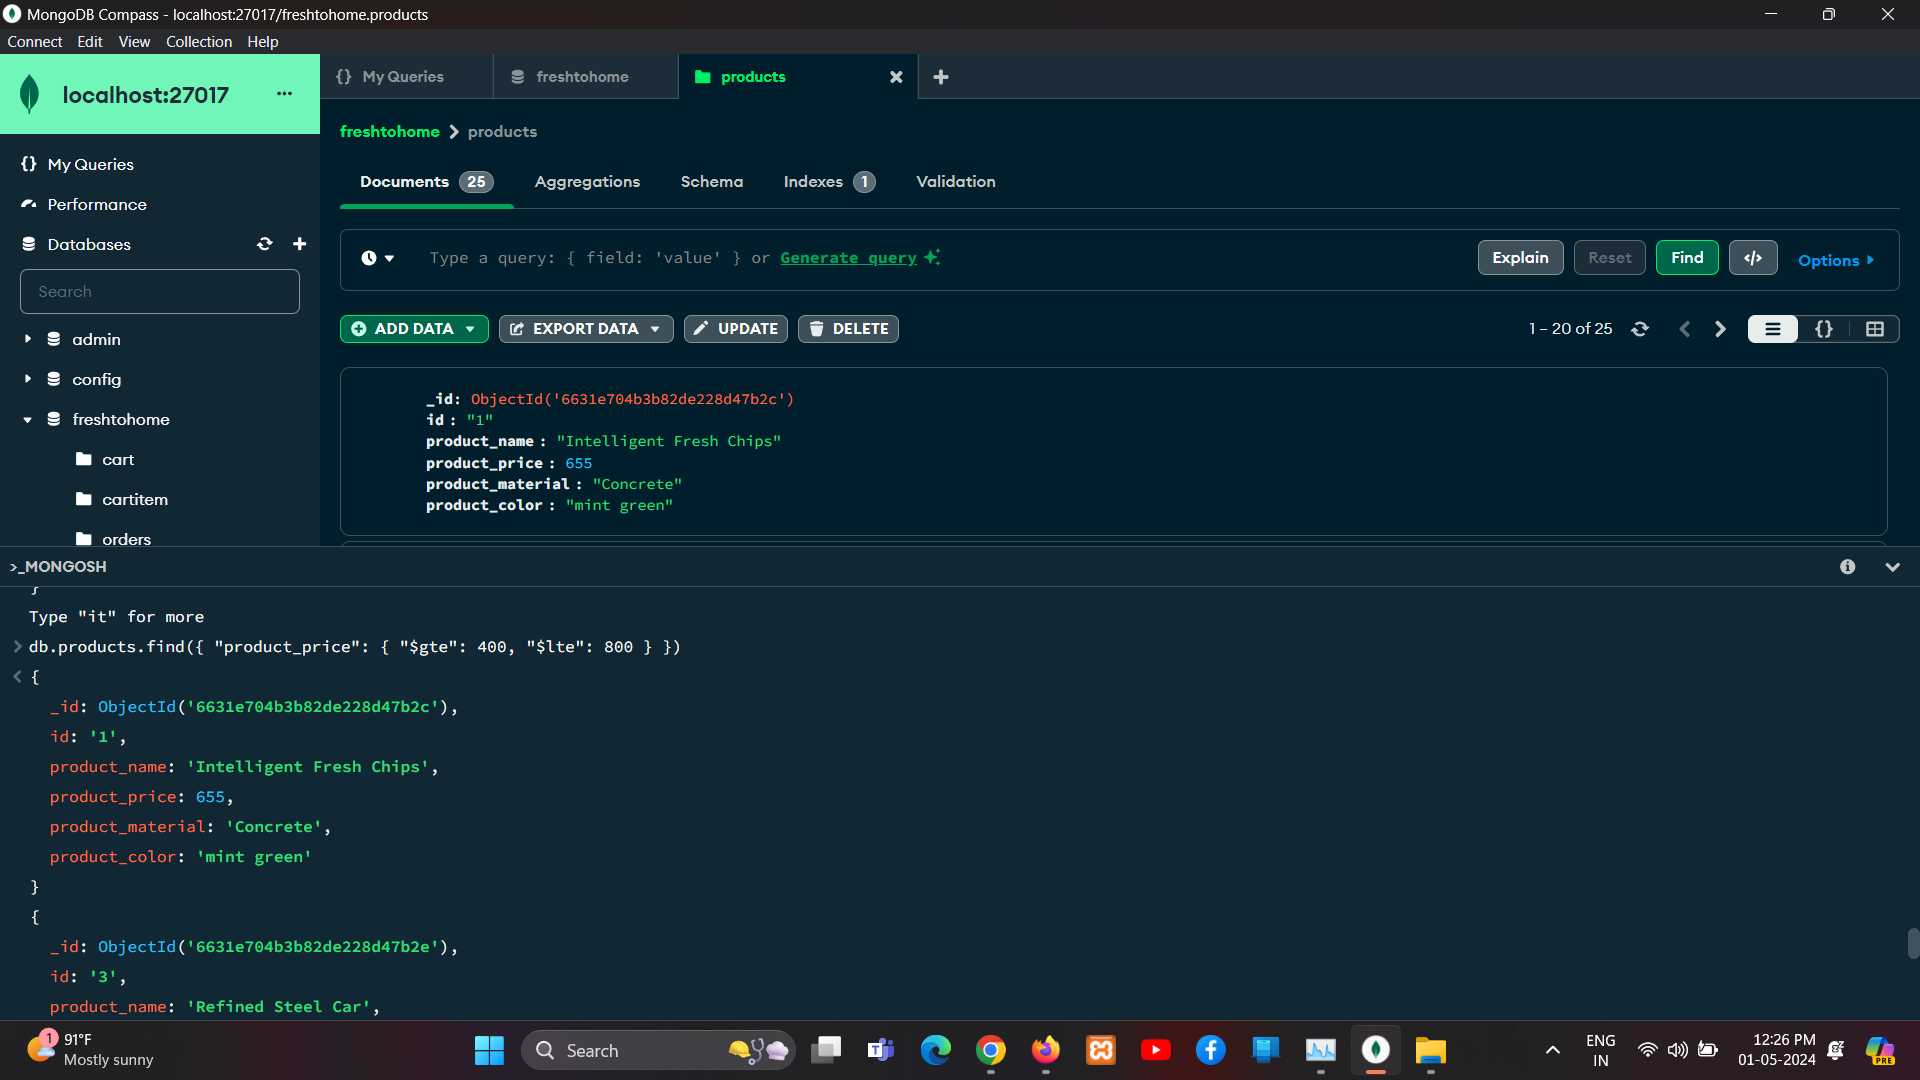 MongoDB Compass - localhost:27017/freshtohome.products
Connect Edit View Collection Help
localhost:27017 ...
My Queries
Performance
Databases
Search
admin
config
freshtohome
cart
cartitem
orders
{} My Queries freshtohome products
freshtohome > products
Documents 25 Aggregations Schema Indexes 1 Validation
Type a query: { field: 'value' } or Generate query Explain Reset Find </> Options
ADD DATA EXPORT DATA UPDATE DELETE 1 – 20 of 25 {}
_id: ObjectId('6631e704b3b82de228d47b2c')
id : "1"
product_name : "Intelligent Fresh Chips"
product_price : 655
product_material : "Concrete"
product_color : "mint green"
>_MONGOSH
}
Type "it" for more
> db.products.find({ "product_price": { "$gte": 400, "$lte": 800 } })
< {
_id: ObjectId('6631e704b3b82de228d47b2c'),
id: '1',
product_name: 'Intelligent Fresh Chips',
product_price: 655,
product_material: 'Concrete',
product_color: 'mint green'
}
{
_id: ObjectId('6631e704b3b82de228d47b2e'),
id: '3',
product_name: 'Refined Steel Car',
1 91°F
Mostly sunny
Search
ENG
IN
12:26 PM
01-05-2024
PRE